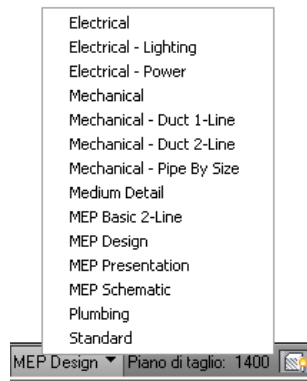 Electrical
Electrical - Lighting
Electrical - Power
Mechanical
Mechanical - Duct 1-Line
Mechanical - Duct 2-Line
Mechanical - Pipe By Size
Medium Detail
MEP Basic 2-Line
MEP Design
MEP Presentation
MEP Schematic
Plumbing
Standard
MEP Design Piano di taglio: 1400